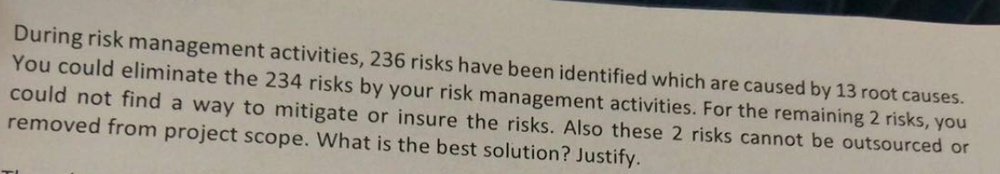 During risk management activities, 236 risks have been identified which are caused by 13 root causes.
You could eliminate the 234 risks by your risk management activities. For the remaining 2 risks, you
could not find a way to mitigate or insure the risks. Also these 2 risks cannot be outsourced or
removed from project scope. What is the best solution? Justify.